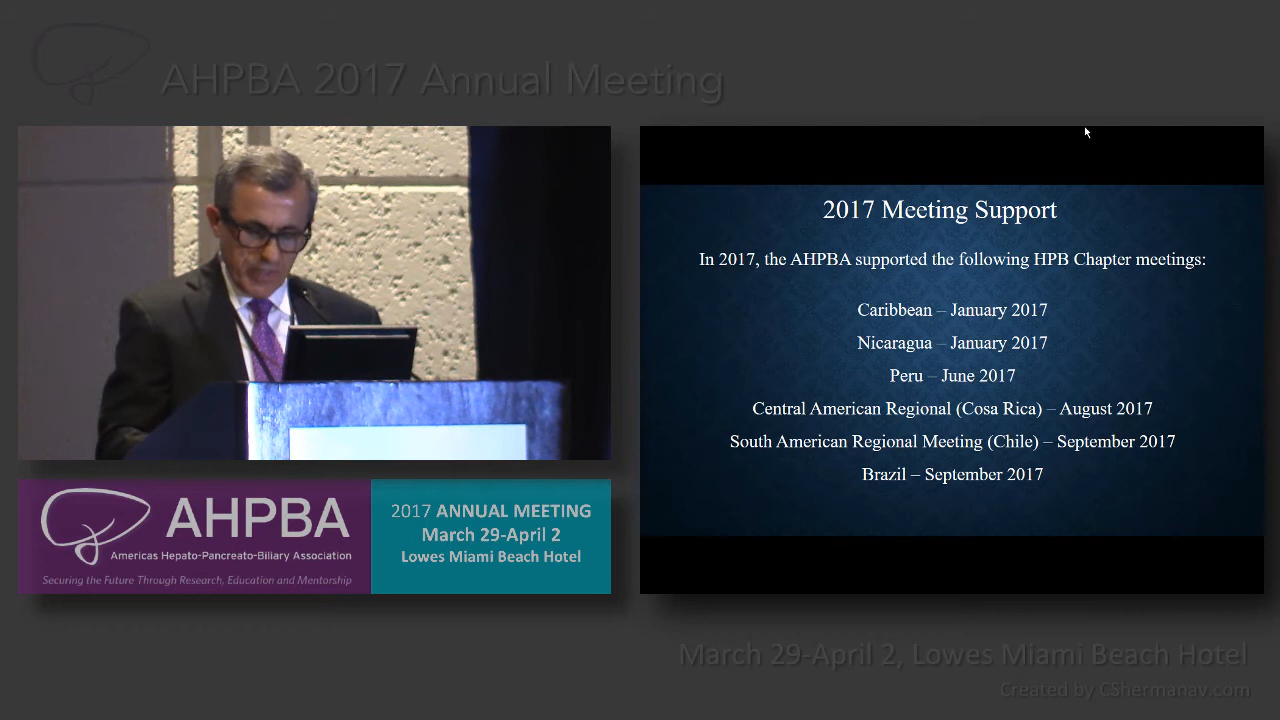 AHPBA 2017 Annual Meeting
2017 Meeting Support
In 2017, the AHPBA supported the following HPB Chapter meetings:
Caribbean – January 2017
Nicaragua – January 2017
Peru – June 2017
Central American Regional (Cosa Rica) – August 2017
South American Regional Meeting (Chile) – September 2017
Brazil – September 2017
AHPBA
Americas Hepato-Pancreato-Biliary Association
Securing the Future Through Research, Education and Mentorship
2017 ANNUAL MEETING
March 29-April 2
Lowes Miami Beach Hotel
March 29-April 2, Lowes Miami Beach Hotel
Created by CShermanav.com